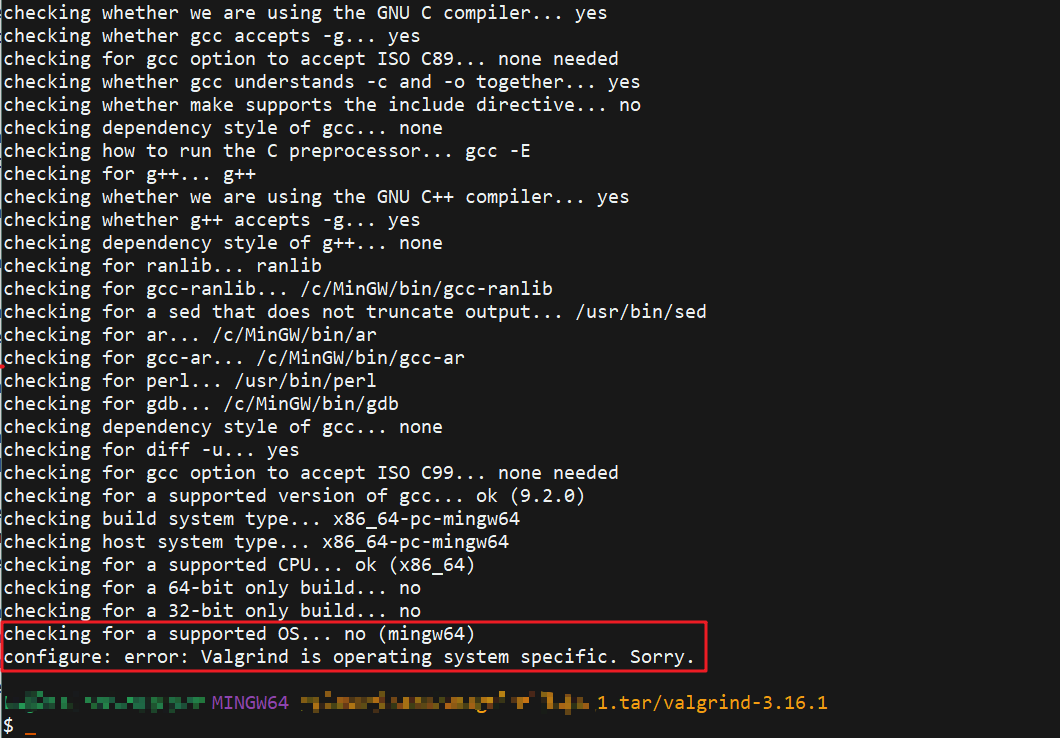 checking whether we are using the GNU C compiler... yes
checking whether gcc accepts -g... yes
checking for gcc option to accept ISO C89... none needed
checking whether gcc understands -c and -o together... yes
checking whether make supports the include directive... no
checking dependency style of gcc... none
checking how to run the C preprocessor... gcc -E
checking for g++... g++
checking whether we are using the GNU C++ compiler... yes
checking whether g++ accepts -g... yes
checking dependency style of g++... none
checking for ranlib... ranlib
checking for gcc-ranlib... /c/MinGW/bin/gcc-ranlib
checking for a sed that does not truncate output... /usr/bin/sed
checking for ar... /c/MinGW/bin/ar
checking for gcc-ar... /c/MinGW/bin/gcc-ar
checking for perl... /usr/bin/perl
checking for gdb... /c/MinGW/bin/gdb
checking dependency style of gcc... none
checking for diff -u... yes
checking for gcc option to accept ISO C99... none needed
checking for a supported version of gcc... ok (9.2.0)
checking build system type... x86_64-pc-mingw64
checking host system type... x86_64-pc-mingw64
checking for a supported CPU... ok (x86_64)
checking for a 64-bit only build... no
checking for a 32-bit only build... no
checking for a supported OS... no (mingw64)
configure: error: Valgrind is operating system specific. Sorry.
MINGW64 1.tar/valgrind-3.16.1
$ _